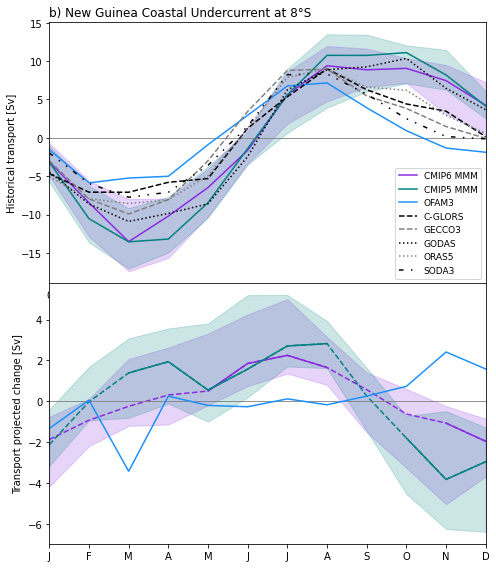 b) New Guinea Coastal Undercurrent at 8°S
Historical transport [Sv]
15
10
5
0
−5
−10
−15
CMIP6 MMM
CMIP5 MMM
OFAM3
C-GLORS
GECCO3
GODAS
ORAS5
SODA3
Transport projected change [Sv]
4
2
0
−2
−4
−6
J F M A M J J A S O N D